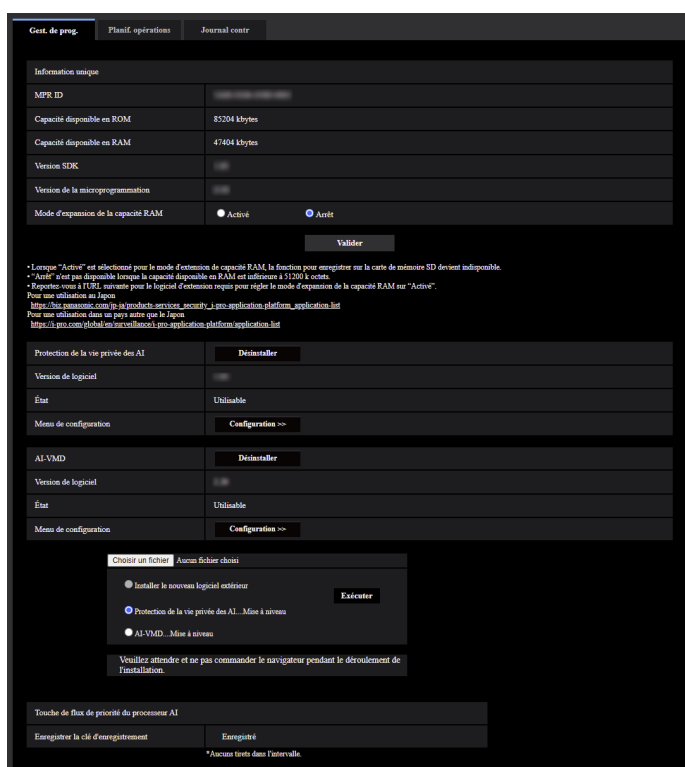 Gest. de prog. Planif. opérations Journal contr
Information unique
MPR ID
Capacité disponible en ROM 85204 kbytes
Capacité disponible en RAM 47404 kbytes
Version SDK
Version de la microprogrammation
Mode d'expansion de la capacité RAM Activé Arrêt
Valider
• Lorsque "Activé" est sélectionné pour le mode d'extension de capacité RAM, la fonction pour enregistrer sur la carte de mémoire SD devient indisponible.
• "Arrêt" n'est pas disponible lorsque la capacité disponible en RAM est inférieure à 51200 k octets.
• Reportez-vous à l'URL suivante pour le logiciel d'extension requis pour régler le mode d'expansion de la capacité RAM sur "Activé".
Pour une utilisation au Japon
https://biz.panasonic.com/jp-ja/products-services_security_i-pro-application-platform_application-list
Pour une utilisation dans un pays autre que le Japon
https://i-pro.com/global/en/surveillance/i-pro-application-platform/application-list
Protection de la vie privée des AI Désinstaller
Version de logiciel
État Utilisable
Menu de configuration Configuration >>
AI-VMD Désinstaller
Version de logiciel
État Utilisable
Menu de configuration Configuration >>
Choisir un fichier Aucun fichier choisi
Installer le nouveau logiciel extérieur
Exécuter
Protection de la vie privée des AI....Mise à niveau
AI-VMD....Mise à niveau
Veuillez attendre et ne pas commander le navigateur pendant le déroulement de
l'installation.
Touche de flux de priorité du processeur AI
Enregistrer la clé d'enregistrement Enregistré
*Aucuns tirets dans l'intervalle.